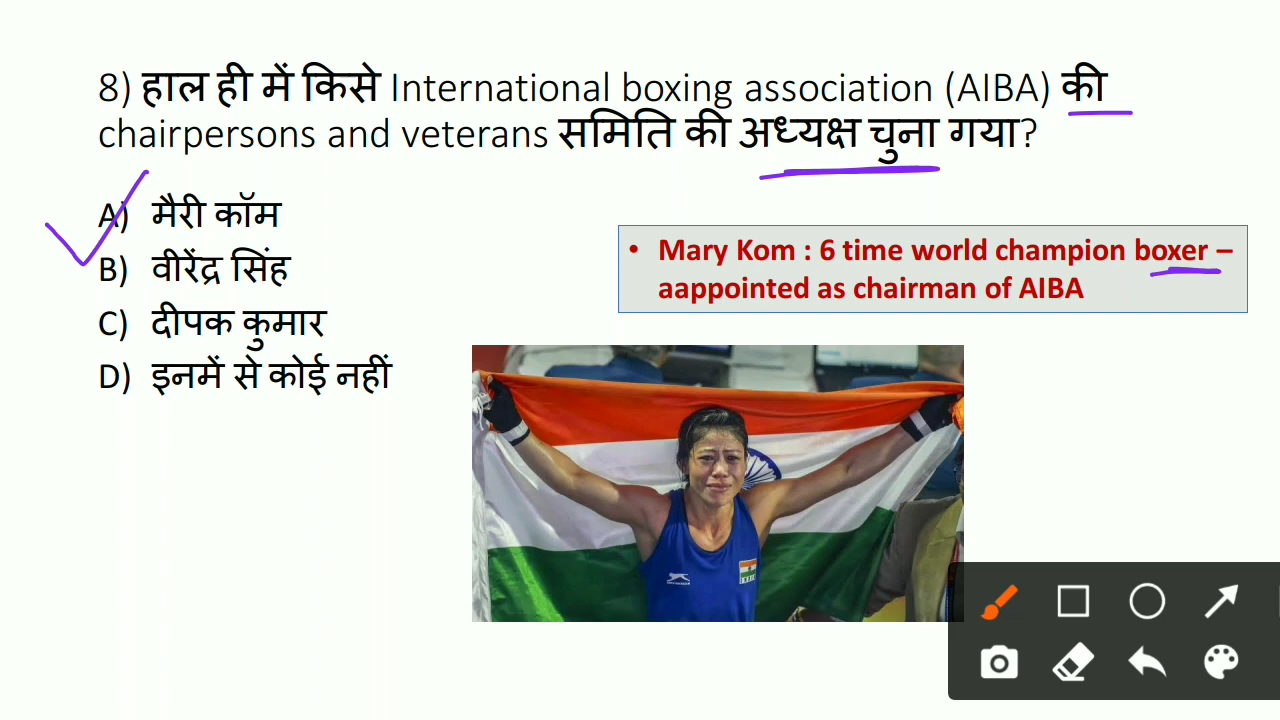 8) हाल ही में किसे International boxing association (AIBA) की
chairpersons and veterans समिति की अध्यक्ष चुना गया?
A) मैरी कॉम
B) वीरेंद्र सिंह
C) दीपक कुमार
D) इनमें से कोई नहीं
• Mary Kom : 6 time world champion boxer –
aappointed as chairman of AIBA